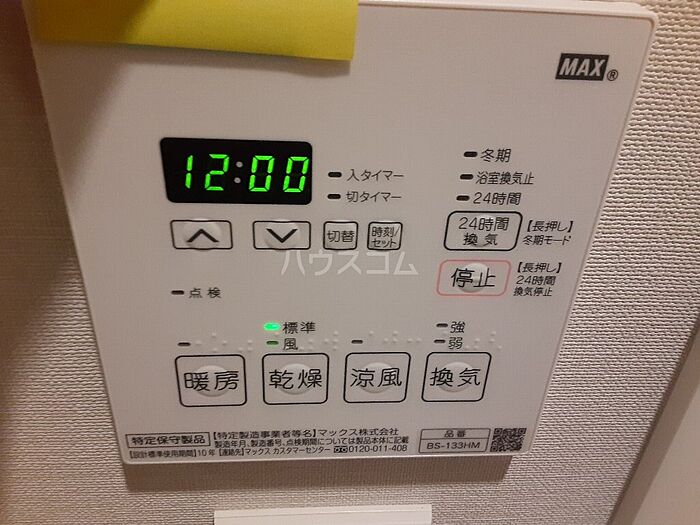 MAX®
12:00
入タイマー
切タイマー
冬期
浴室換気止
24時間
切替
時刻/セット
24時間換気
【長押し】冬期モード
ハウスコム
停止
【長押し】24時間換気停止
点検
標準
風
強
弱
暖房
乾燥
涼風
換気
特定保守製品
【特定製造事業者等名】マックス株式会社
製造年月、製造番号、点検期間については製品本体に記載
【設計標準使用期間】10年【連絡先】マックス カスタマーセンター 0120-011-408
品番
BS-133HM